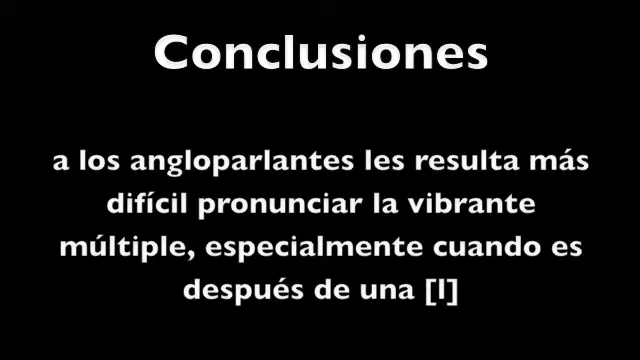 Conclusiones
a los angloparlantes les resulta más
difícil pronunciar la vibrante
múltiple, especialmente cuando es
después de una [l]